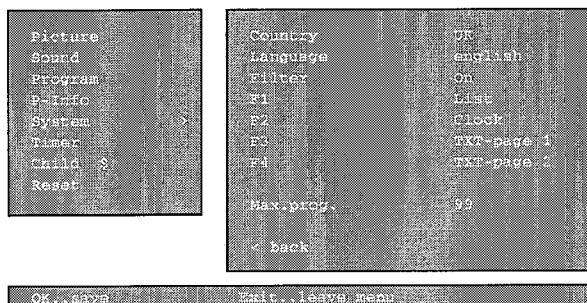 Picture
Sound
Program
P-Info
System >
Timer
Child
Reset
Country UK
Language english
Filter on
F1 List
F2 Clock
F3 TXT-page 1
F4 TXT-page 2
Max.prog. 99
< back
OK..save Exit..leave menu